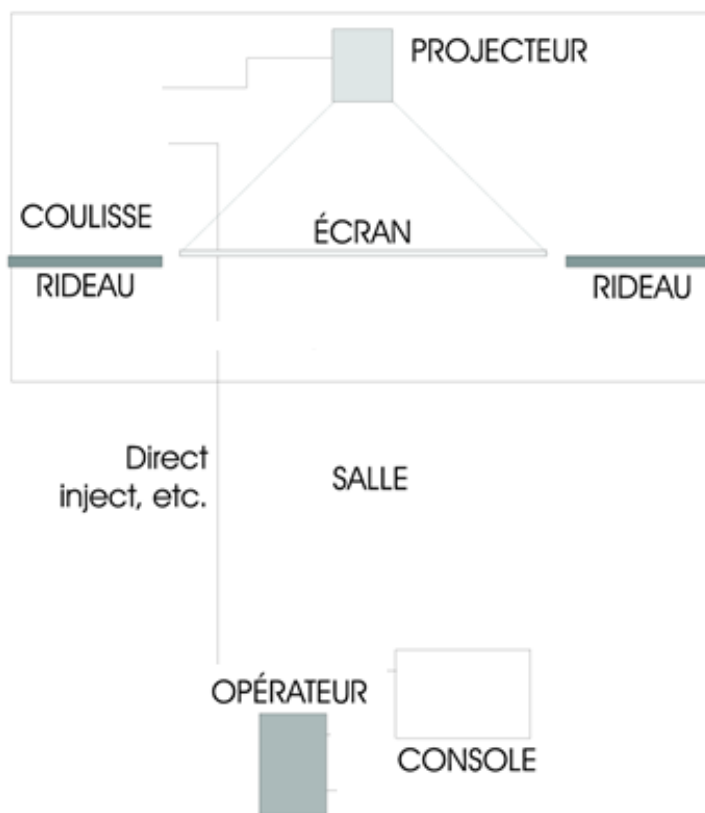 PROJECTEUR
COULISSE
ÉCRAN
RIDEAU
RIDEAU
Direct
inject, etc.
SALLE
OPÉRATEUR
CONSOLE